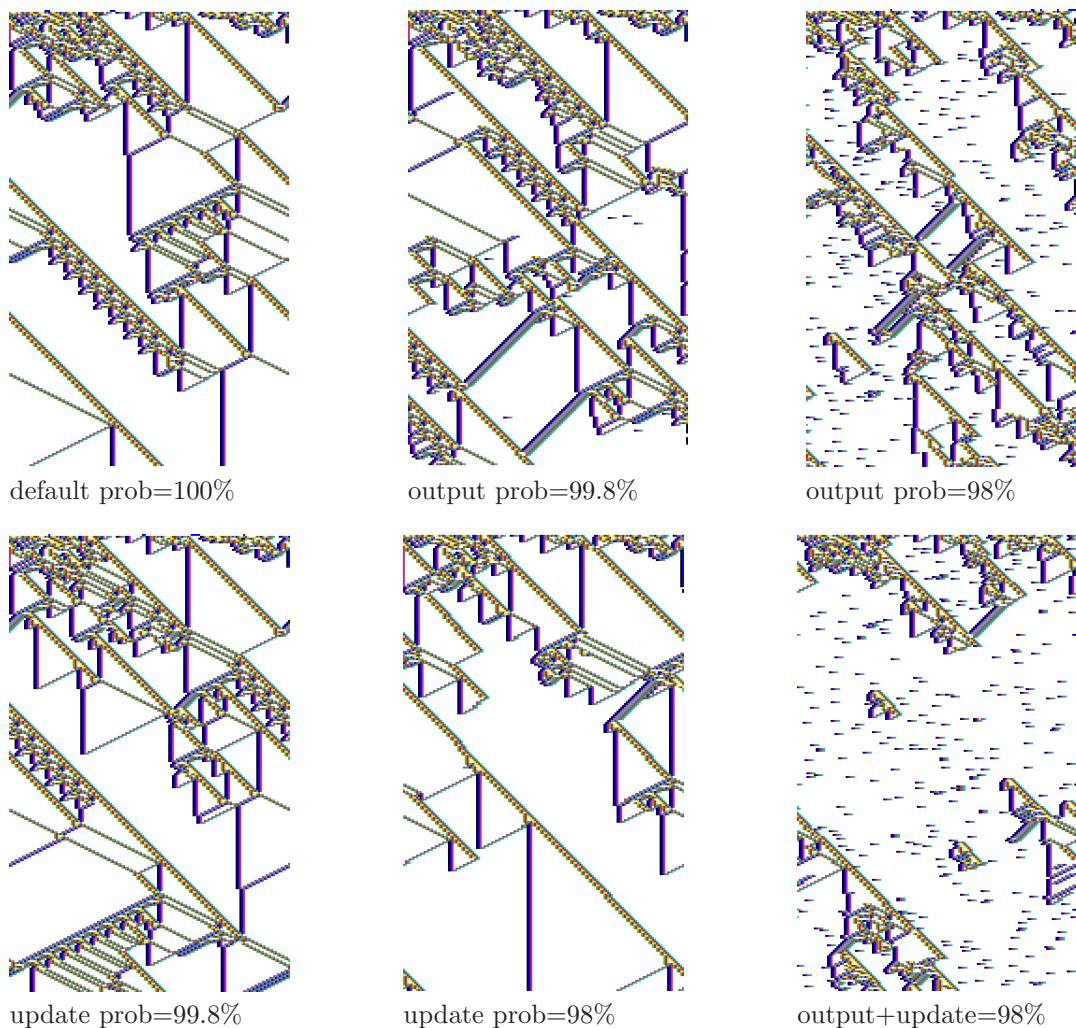 default prob=100%
output prob=99.8%
output prob=98%
update prob=99.8%
update prob=98%
output+update=98%